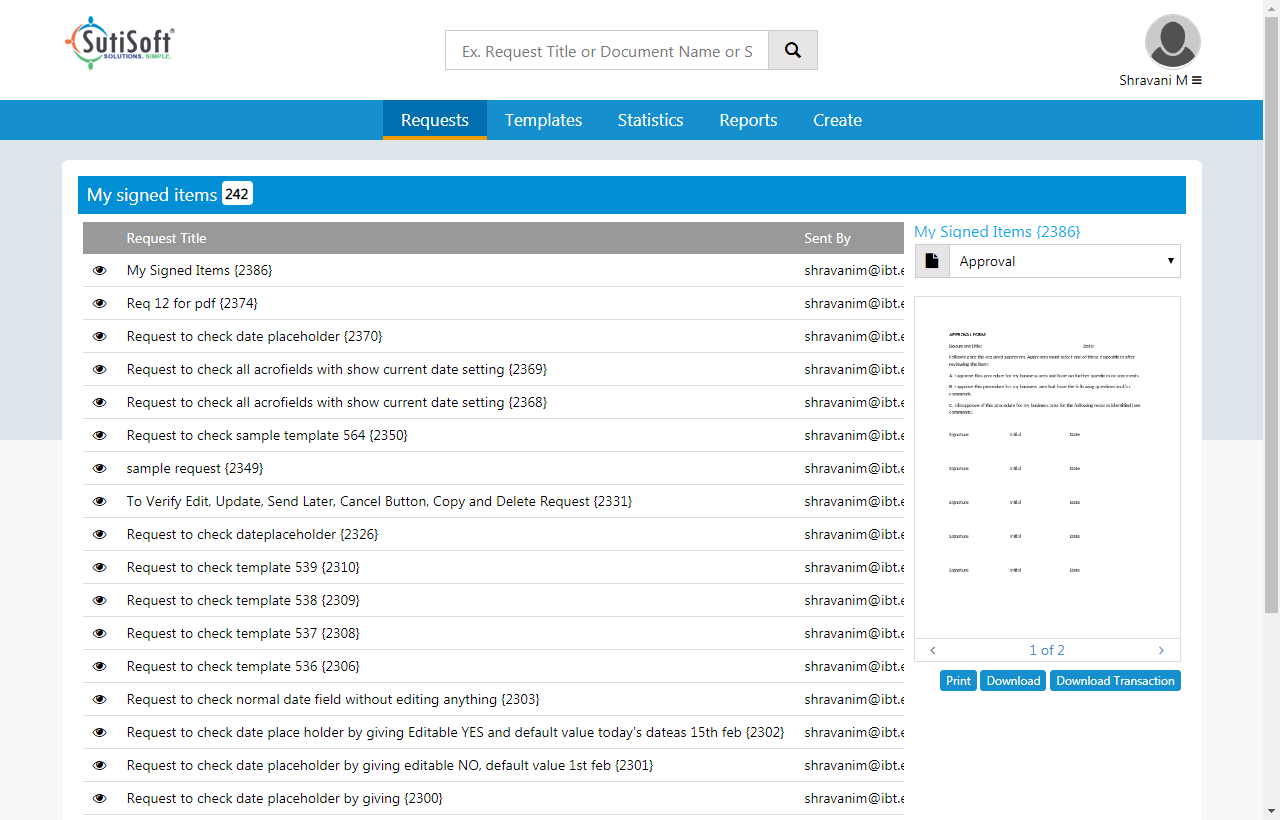 SutiSoft®
SOLUTIONS. SIMPLE.
Ex. Request Title or Document Name or S
Shravani M
Requests Templates Statistics Reports Create
My signed items 242
Request Title Sent By
My Signed Items {2386} shravanim@ibt.e
Req 12 for pdf {2374} shravanim@ibt.e
Request to check date placeholder {2370} shravanim@ibt.e
Request to check all acrofields with show current date setting {2369} shravanim@ibt.e
Request to check all acrofields with show current date setting {2368} shravanim@ibt.e
Request to check sample template 564 {2350} shravanim@ibt.e
sample request {2349} shravanim@ibt.e
To Verify Edit, Update, Send Later, Cancel Button, Copy and Delete Request {2331} shravanim@ibt.e
Request to check dateplaceholder {2326} shravanim@ibt.e
Request to check template 539 {2310} shravanim@ibt.e
Request to check template 538 {2309} shravanim@ibt.e
Request to check template 537 {2308} shravanim@ibt.e
Request to check template 536 {2306} shravanim@ibt.e
Request to check normal date field without editing anything {2303} shravanim@ibt.e
Request to check date place holder by giving Editable YES and default value today's dateas 15th feb {2302} shravanim@ibt.e
Request to check date placeholder by giving editable NO, default value 1st feb {2301} shravanim@ibt.e
Request to check date placeholder by giving {2300} shravanim@ibt.e
My Signed Items {2386}
Approval
APPROVAL FORM
Document Title: Date:
Following are the required approvers. Approvers must select one of three dispositions after
reviewing the item:
A. I approve this procedure for my business area and have no further questions or comments.
B. I approve this procedure for my business area but have the following questions and/or
comments.
C. I disapprove of this procedure for my business area for the following reasons identified (see
comments).
Signature Initial Date
Signature Initial Date
Signature Initial Date
Signature Initial Date
Signature Initial Date
1 of 2
Print Download Download Transaction